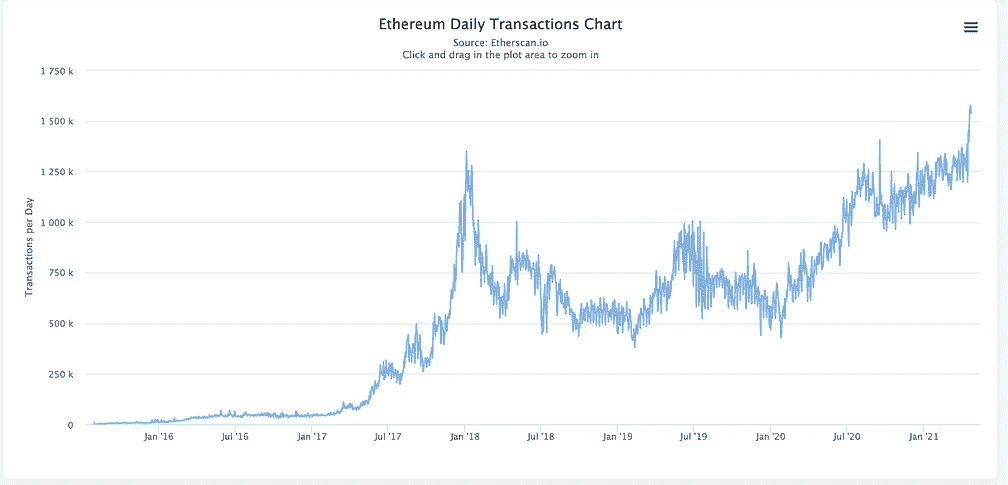 Ethereum Daily Transactions Chart
Source: Etherscan.io
Click and drag in the plot area to zoom in
Transactions per Day
1 750 k
1 500 k
1 250 k
1 000 k
750 k
500 k
250 k
0
Jan '16
Jul '16
Jan '17
Jul '17
Jan '18
Jul '18
Jan '19
Jul '19
Jan '20
Jul '20
Jan '21